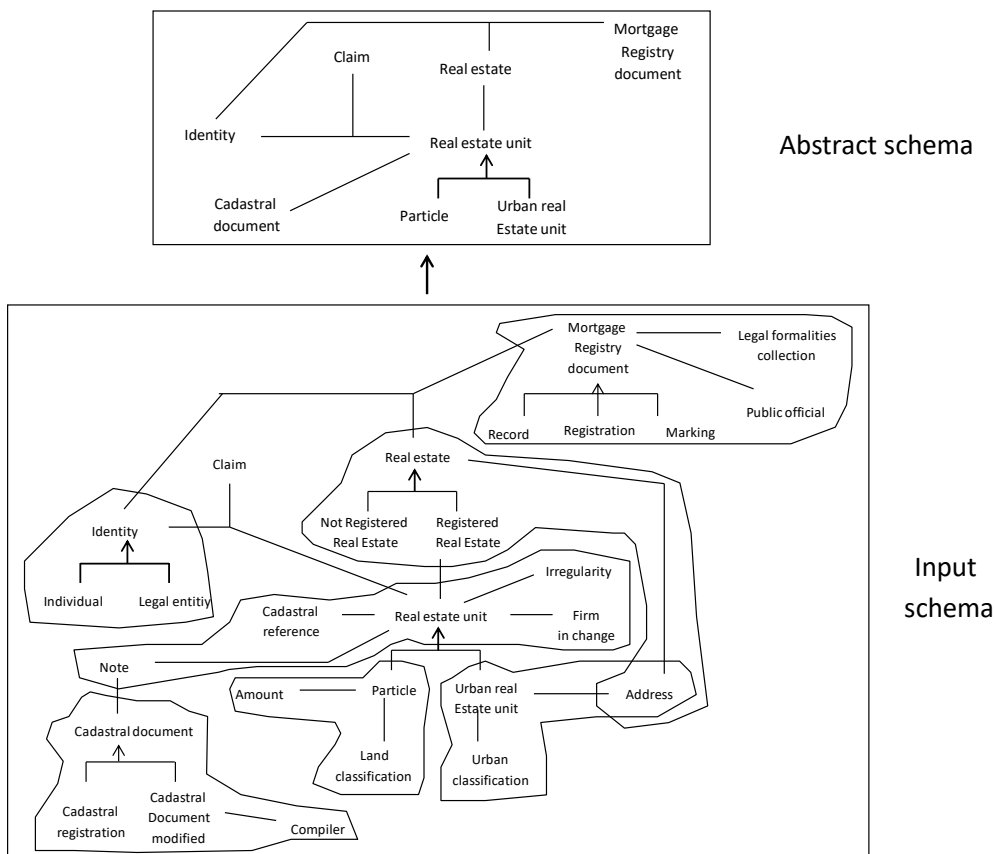 Mortgage
Registry
document
Claim
Real estate
Identity
Real estate unit
Abstract schema
Cadastral
document
Particle
Urban real
Estate unit
Mortgage
Registry
document
Legal formalities
collection
Public official
Record
Registration
Marking
Real estate
Claim
Not Registered
Real Estate
Registered
Real Estate
Identity
Irregularity
Input
schema
Individual
Legal entitiy
Cadastral
reference
Real estate unit
Firm
in change
Note
Amount
Particle
Urban real
Estate unit
Address
Cadastral document
Land
classification
Urban
classification
Cadastral
registration
Cadastral
Document
modified
Compiler